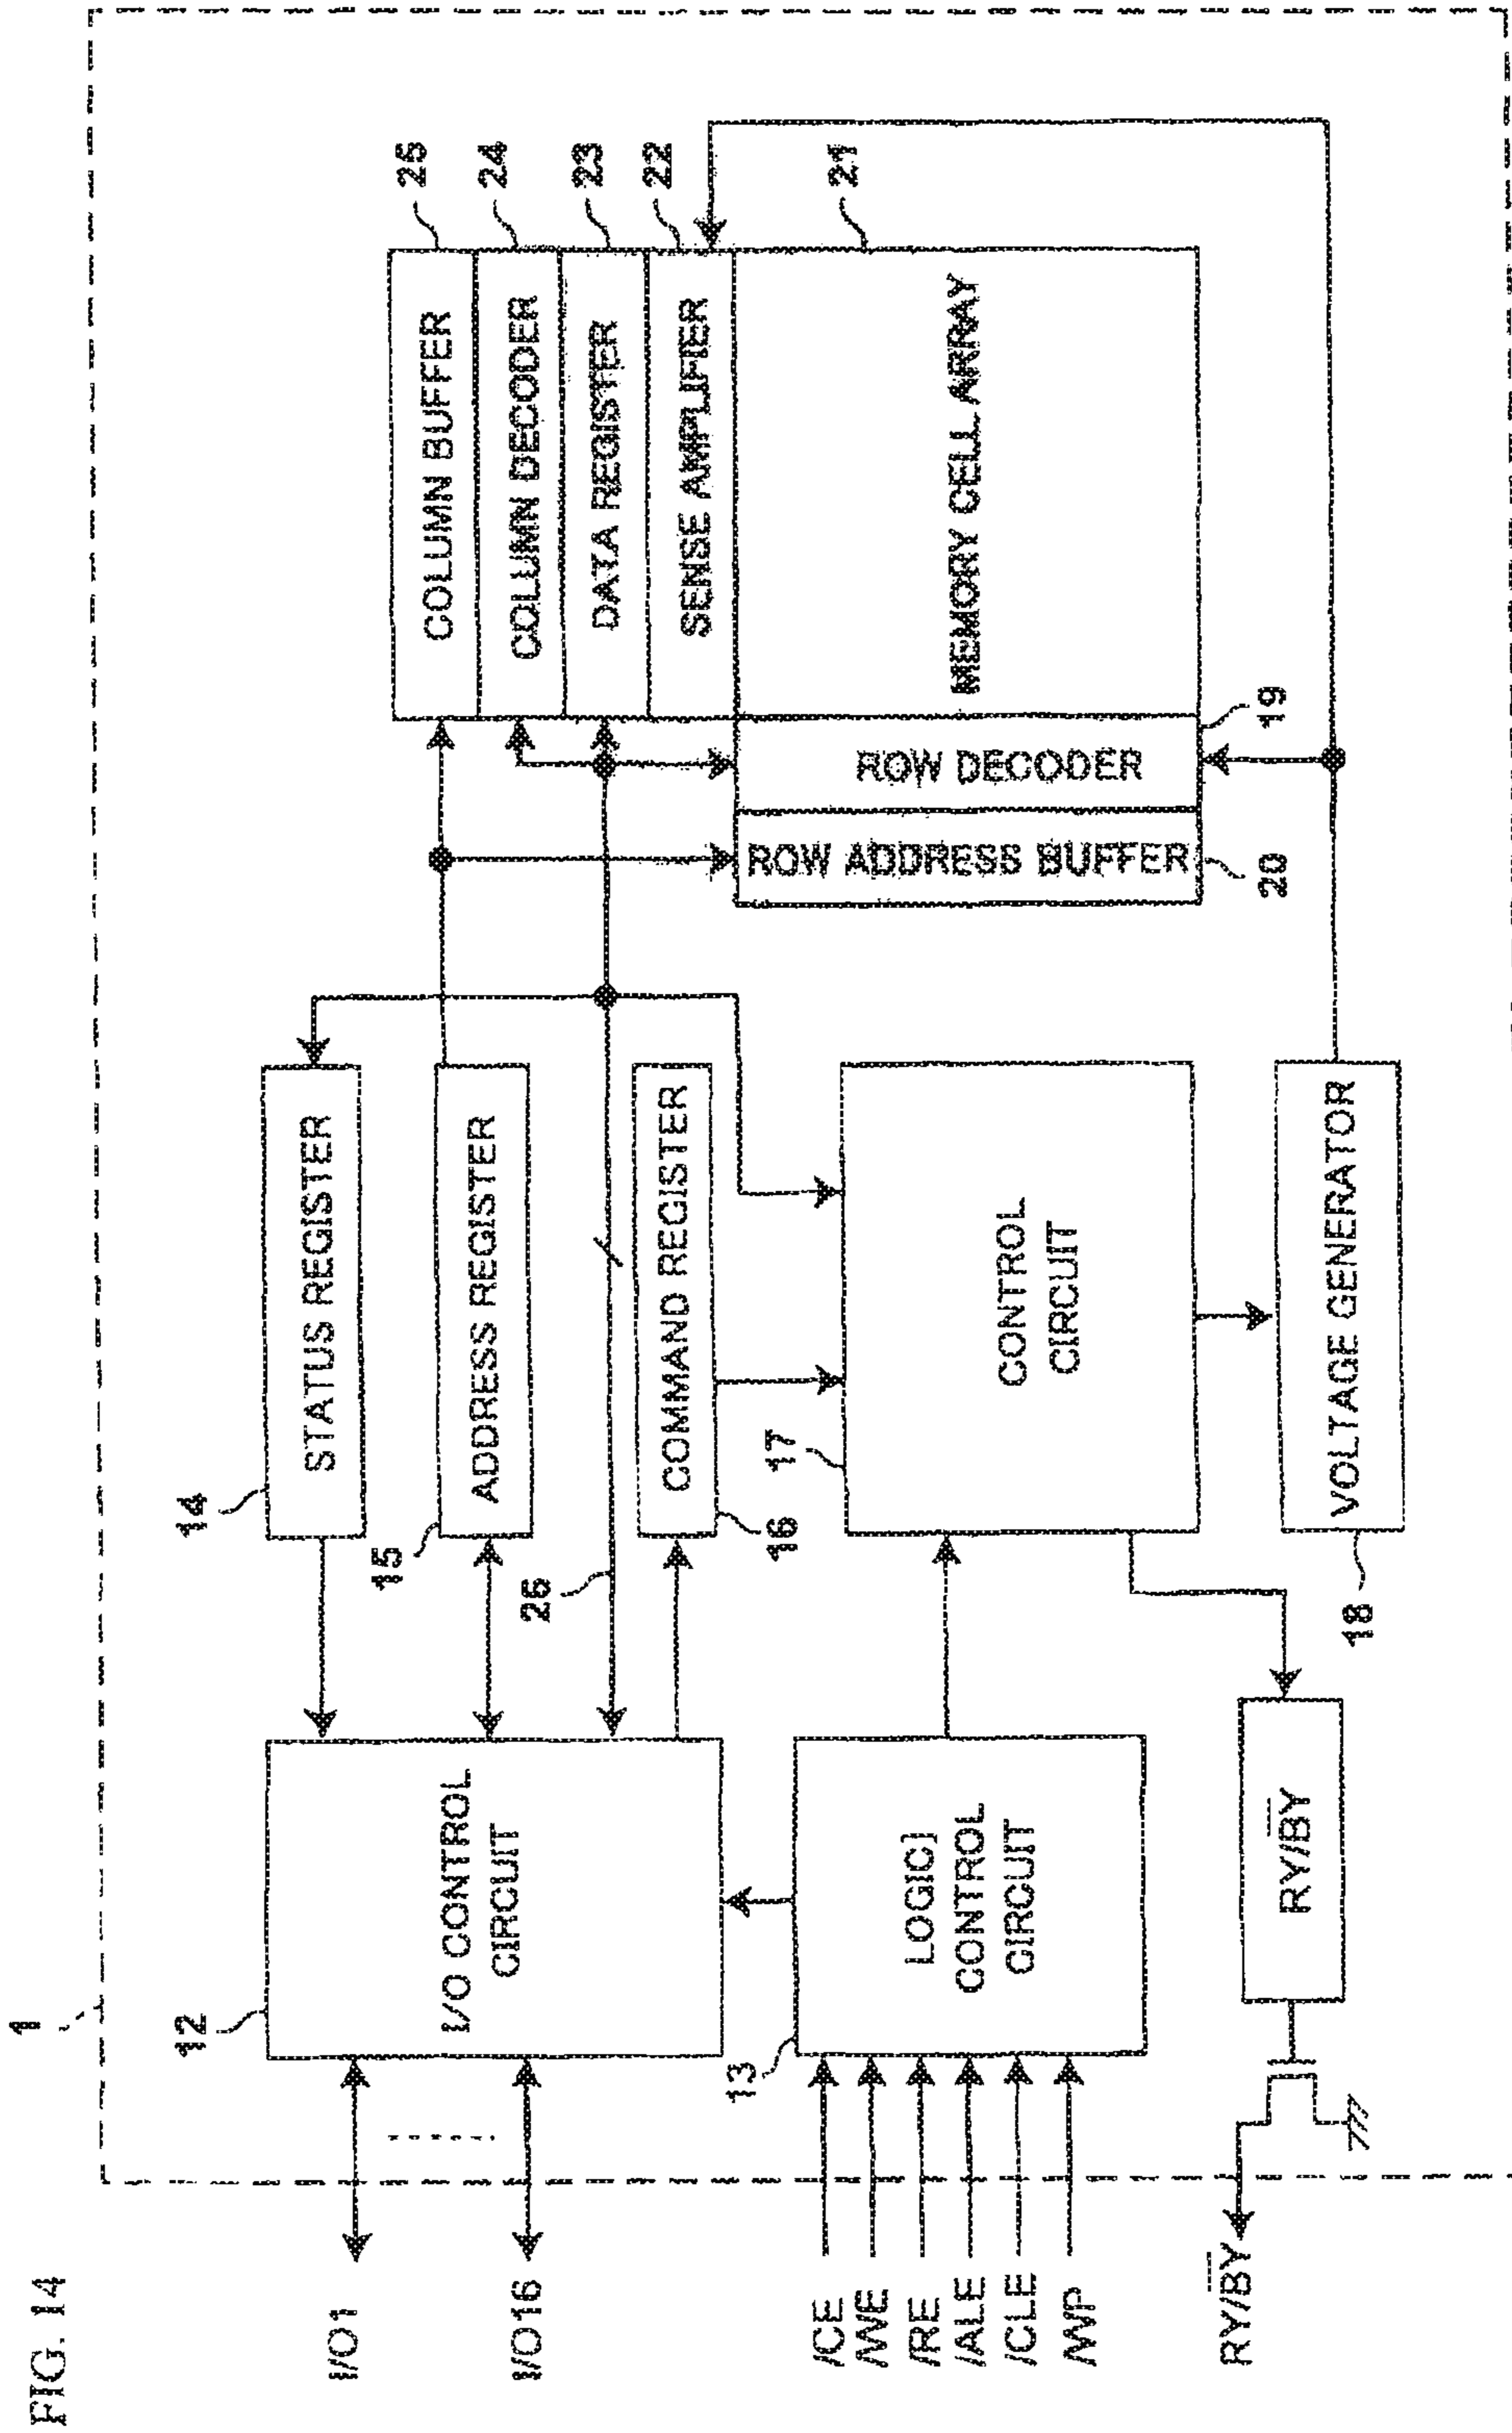 FIG. 14
1
I/O1
I/O16
/CE
/WE
/RE
/ALE
/CLE
/WP
RY/B̅Y̅
12
I/O CONTROL
CIRCUIT
13
LOGIC]
CONTROL
CIRCUIT
RY/B̅Y̅
14
STATUS REGISTER
15
ADDRESS REGISTER
26
COMMAND REGISTER
16
17
CONTROL
CIRCUIT
VOLTAGE GENERATOR
18
COLUMN BUFFER
25
COLUMN DECODER
24
DATA REGISTER
23
SENSE AMPLIFIER
22
MEMORY CELL ARRAY
21
ROW DECODER
19
ROW ADDRESS BUFFER
20